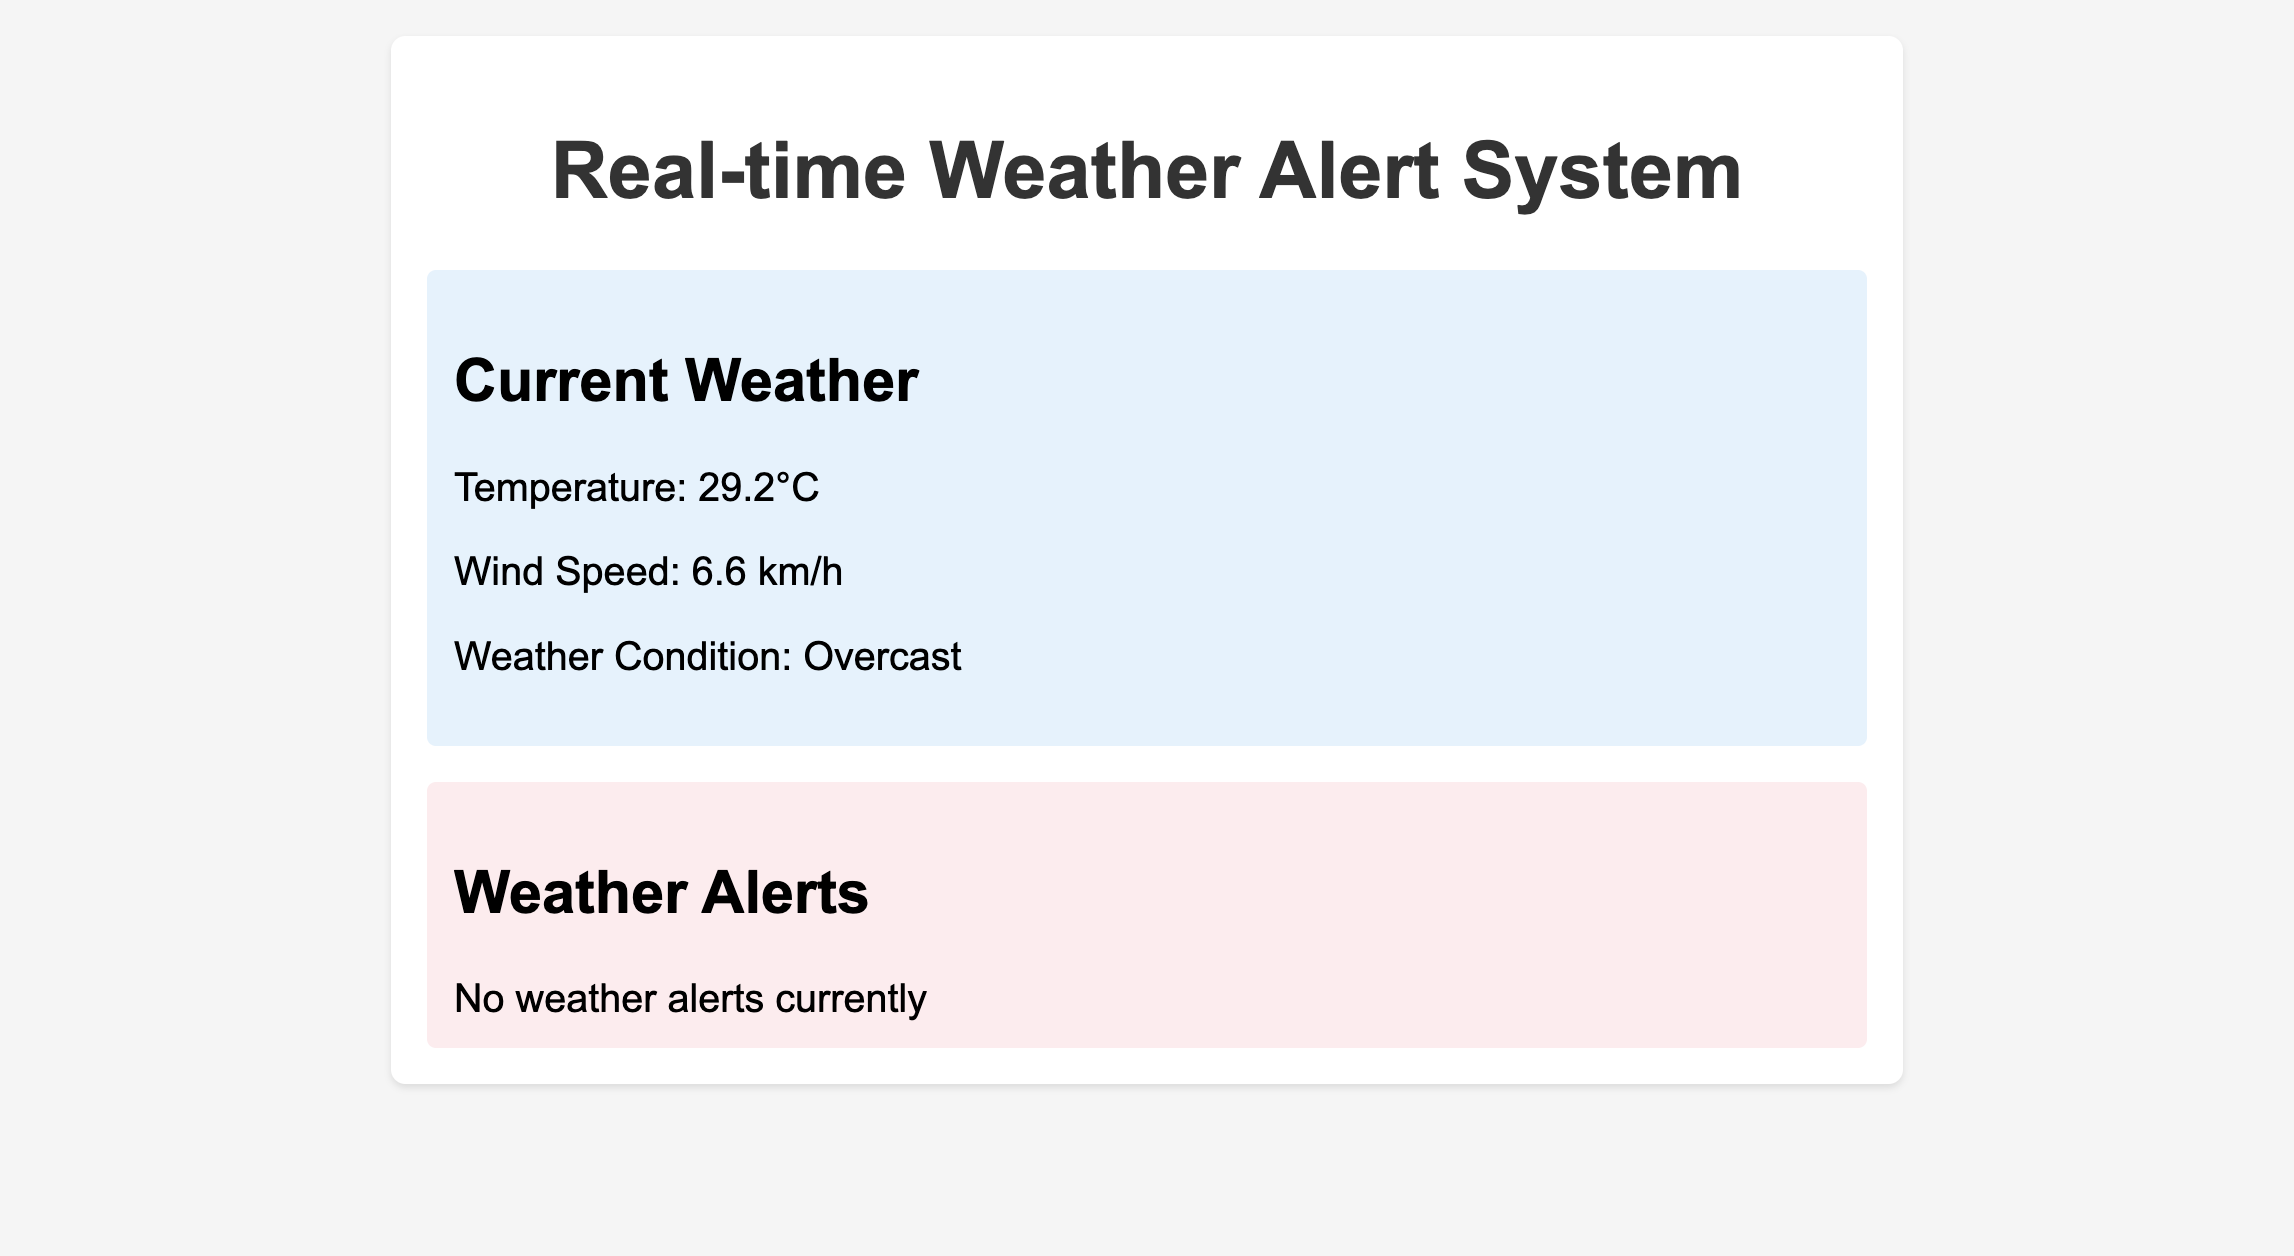 Real-time Weather Alert System
Current Weather
Temperature: 29.2°C
Wind Speed: 6.6 km/h
Weather Condition: Overcast
Weather Alerts
No weather alerts currently